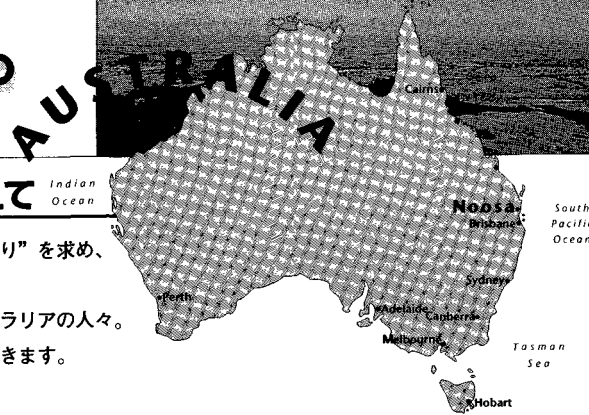 AUSTRALIA
Cairns
Indian
Ocean
Noosa
Brisbane
South
Pacific
Ocean
り”を求め、
Sydney
Perth
ラリアの人々。
Adelaide
Canberra
Melbourne
きます。
Tasman
Sea
Hobart